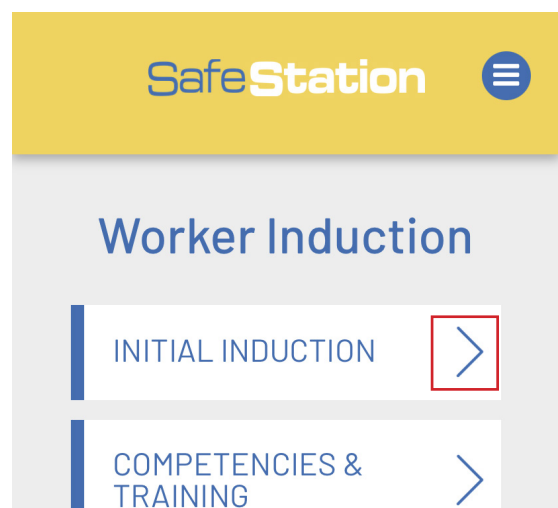 SafeStation
Worker Induction
INITIAL INDUCTION
COMPETENCIES &
TRAINING